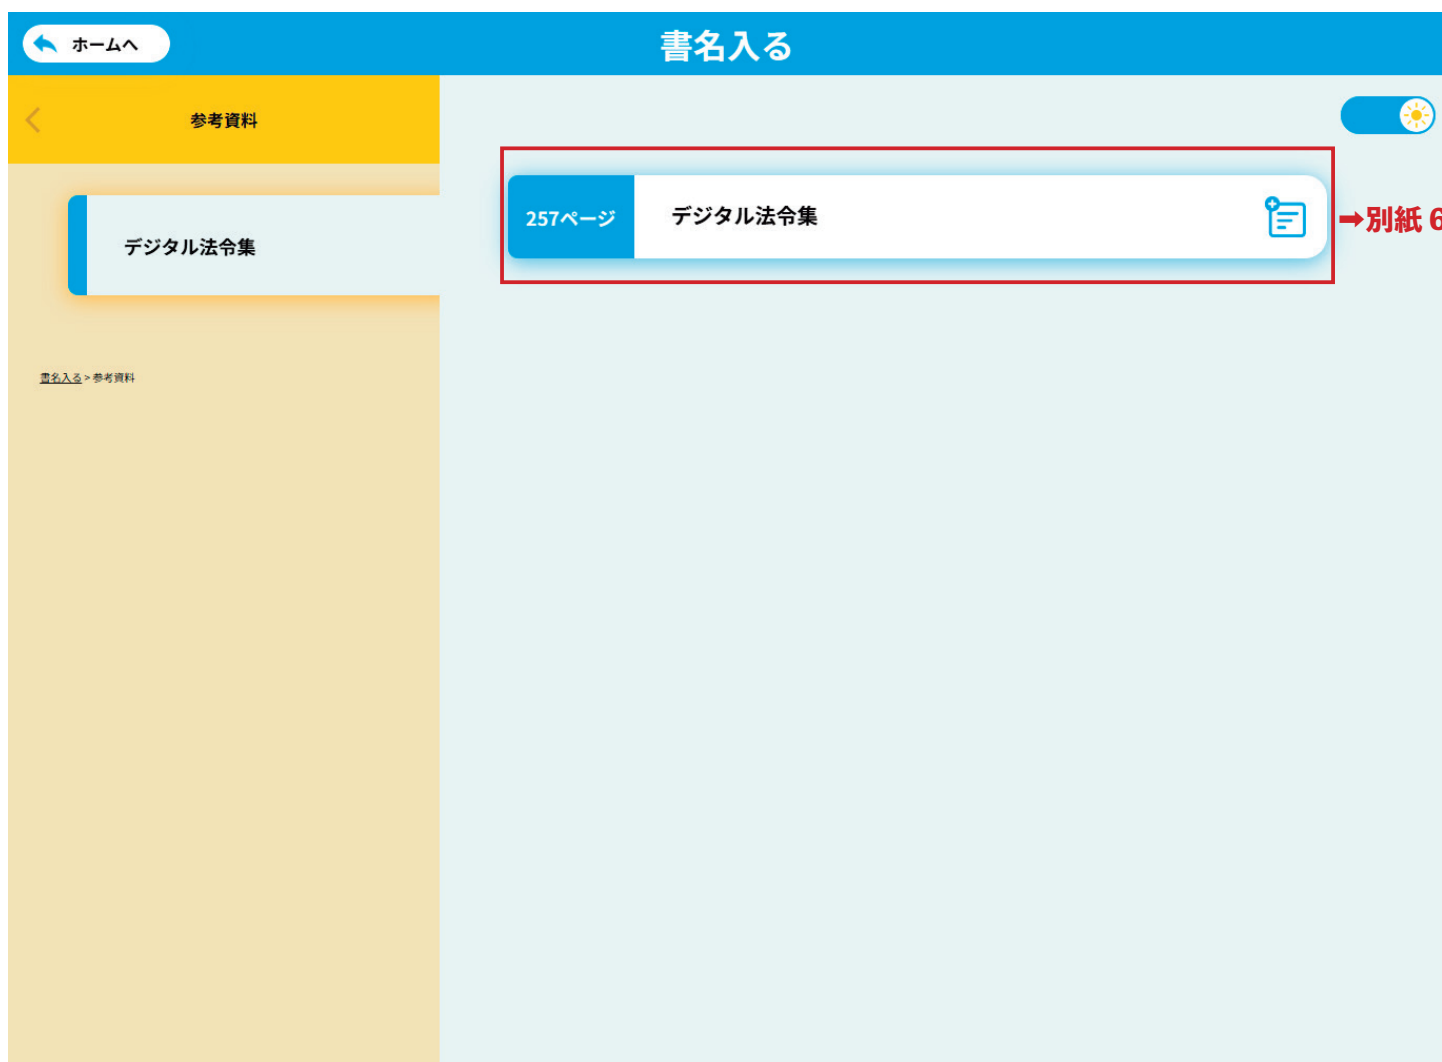 ホームへ
書名入る
参考資料
デジタル法令集
書名入る > 参考資料
257ページ
デジタル法令集
➡別紙 6